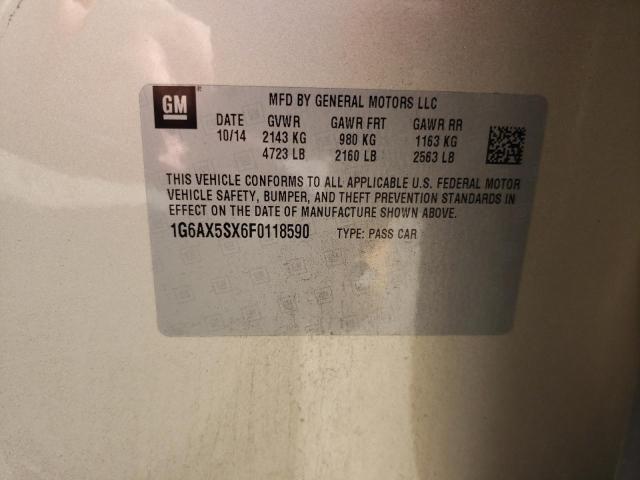 GM
MFD BY GENERAL MOTORS LLC
DATE GVWR GAWR FRT GAWR RR
10/14 2143 KG 980 KG 1163 KG
4723 LB 2160 LB 2563 LB
THIS VEHICLE CONFORMS TO ALL APPLICABLE U.S. FEDERAL MOTOR
VEHICLE SAFETY, BUMPER, AND THEFT PREVENTION STANDARDS IN
EFFECT ON THE DATE OF MANUFACTURE SHOWN ABOVE.
1G6AX5SX6F0118590 TYPE: PASS CAR